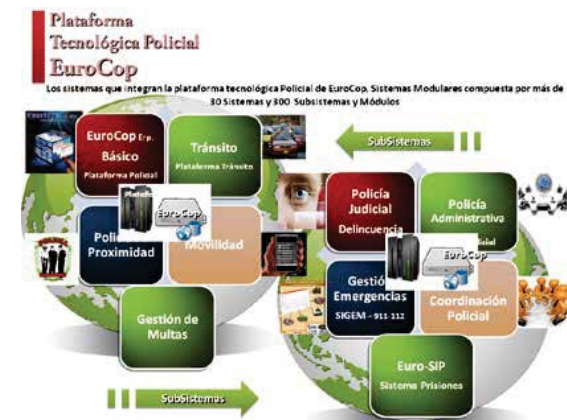 Plataforma
Tecnológica Policial
EuroCop
Los sistemas que integran la plataforma tecnológica Policial de EuroCop, Sistemas Modulares compuesta por más de
30 Sistemas y 300 Subsistemas y Módulos
EuroCop Erp.
Básico
Plataforma Policial
Tránsito
Plataforma Tránsito
EuroCop
Proximidad
Movilidad
Gestión de
Multas
SubSistemas
SubSistemas
Policía
Judicial
Delincuencia
Policía
Administrativa
EuroCop
Gestión
Emergencias
SIGEM – 911-112
Coordinación
Policial
Euro-SIP
Sistema Prisiones